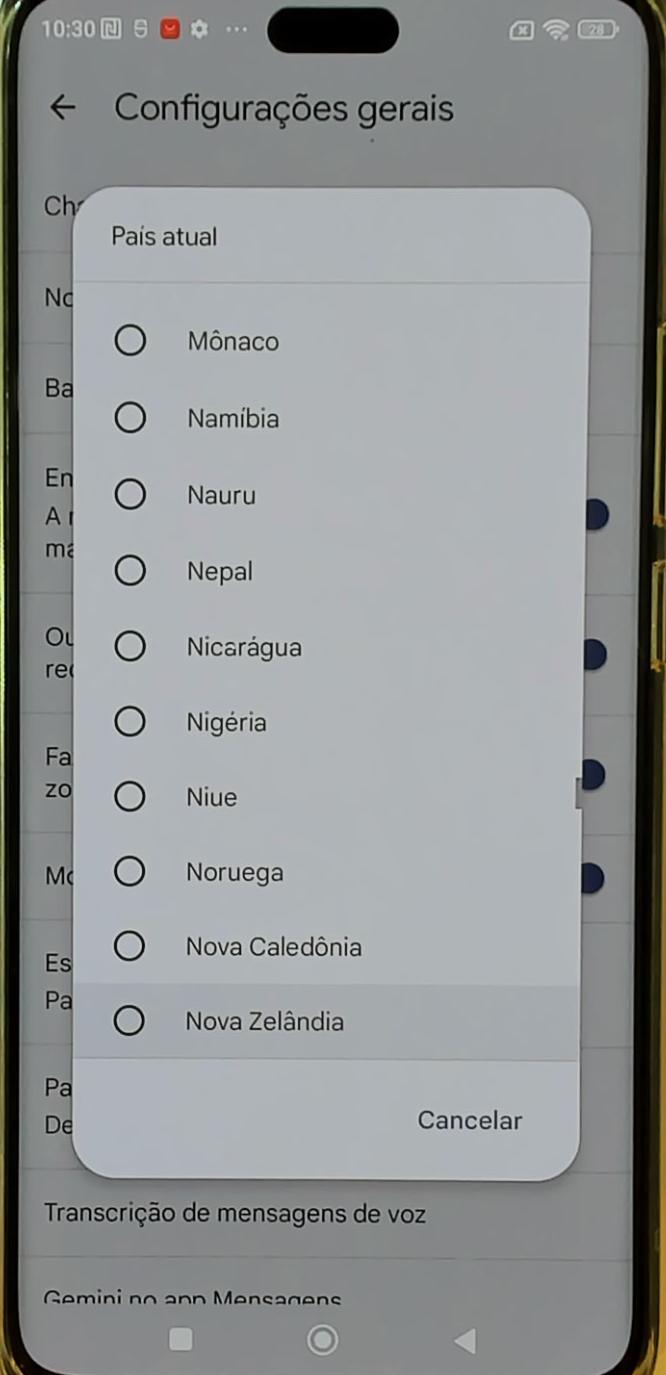 10:30
28
Configurações gerais
País atual
Mônaco
Namíbia
Nauru
Nepal
Nicarágua
Nigéria
Niue
Noruega
Nova Caledônia
Nova Zelândia
Cancelar
Transcrição de mensagens de voz
Gemini no app Mensagens